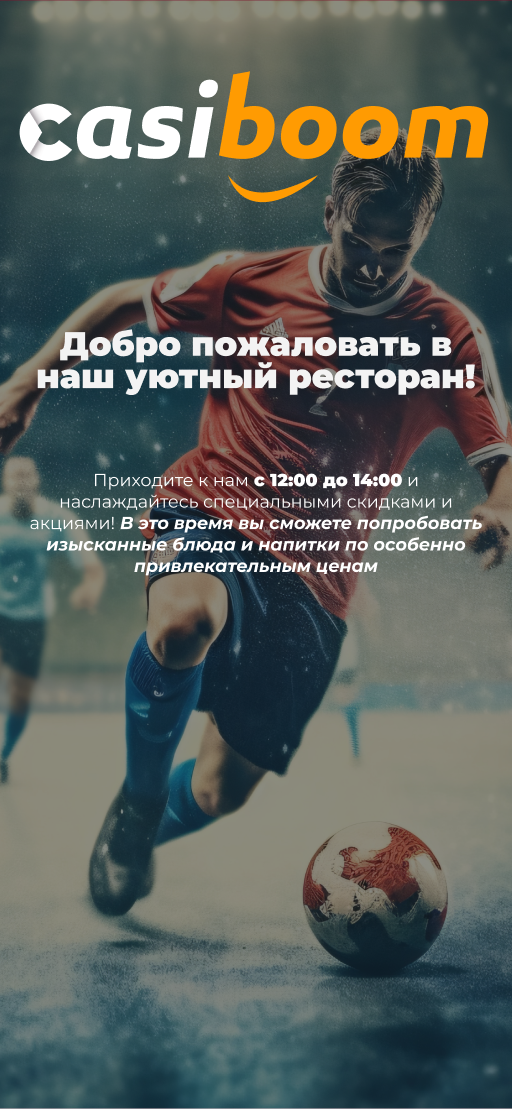 casiboom
Добро пожаловать в
наш уютный ресторан!
Приходите к нам с 12:00 до 14:00 и
наслаждайтесь специальными скидками и
акциями! В это время вы сможете попробовать
изысканные блюда и напитки по особенно
привлекательным ценам